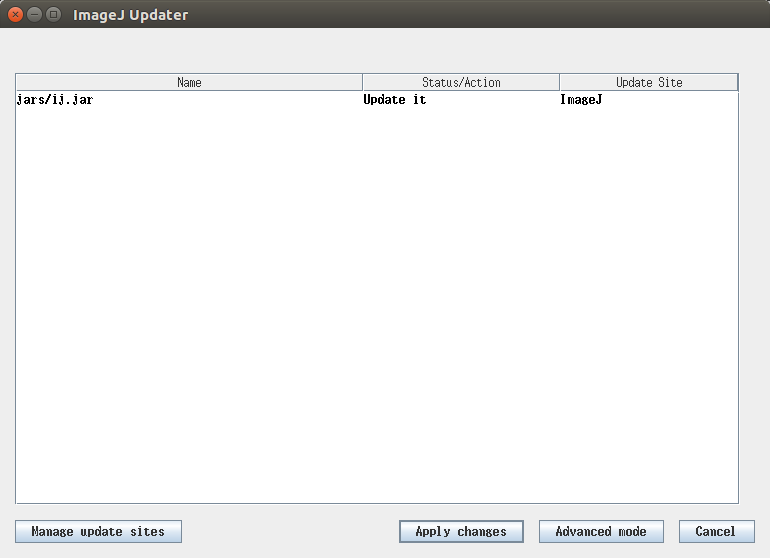 ImageJ Updater
Name Status/Action Update Site
jars/ij.jar Update it ImageJ
Manage update sites Apply changes Advanced mode Cancel